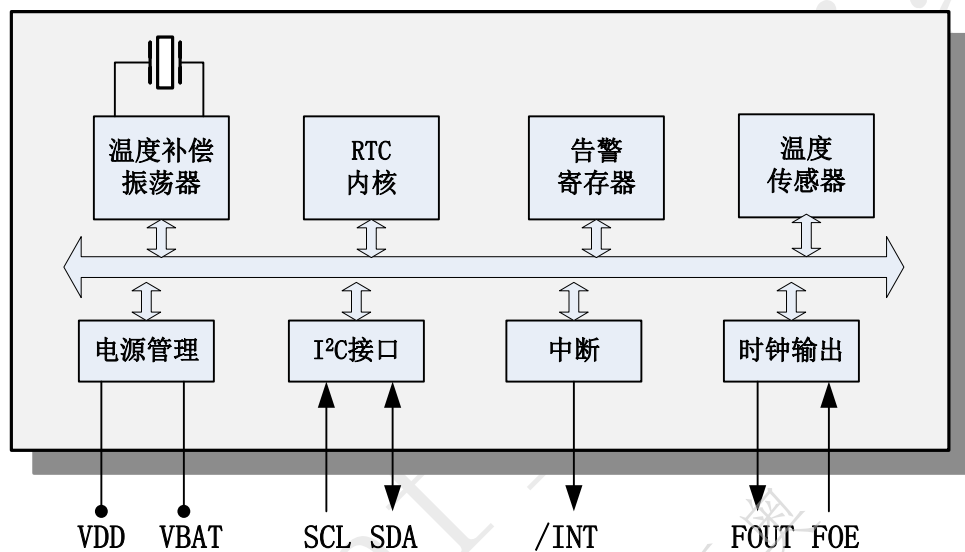 温度补偿
振荡器
RTC
内核
告警
寄存器
温度
传感器
电源管理
I²C接口
中断
时钟输出
VDD
VBAT
SCL
SDA
/INT
FOUT
FOE